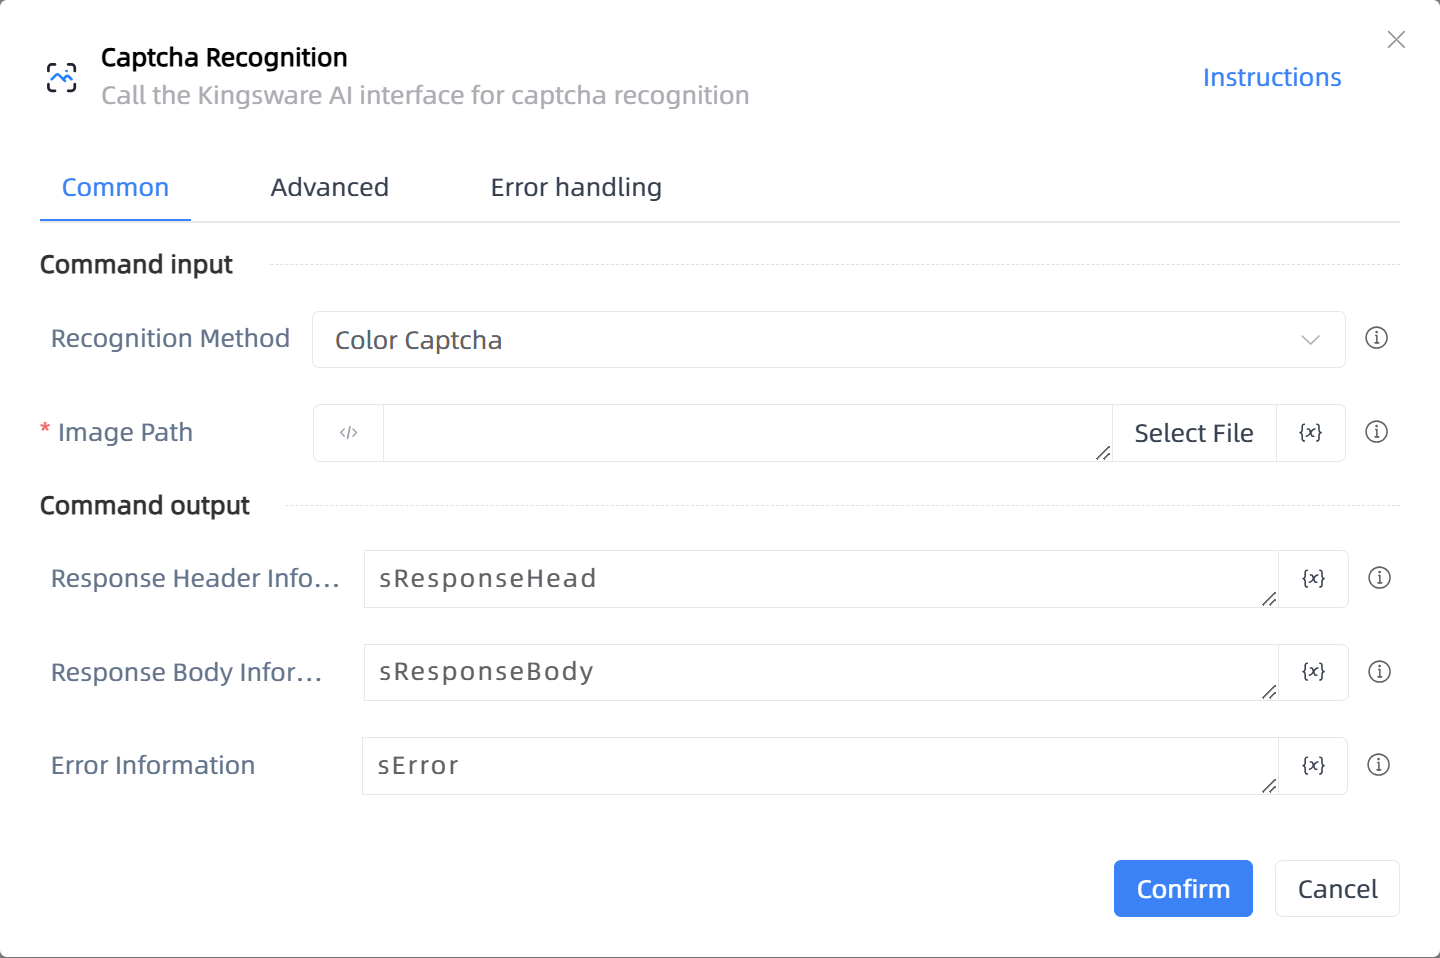 Captcha Recognition
Call the Kingsware AI interface for captcha recognition
Instructions
Common
Advanced
Error handling
Command input
Recognition Method
Color Captcha
* Image Path
</>
Select File
{x}
Command output
Response Header Info...
sResponseHead
{x}
Response Body Infor...
sResponseBody
{x}
Error Information
sError
{x}
Confirm
Cancel